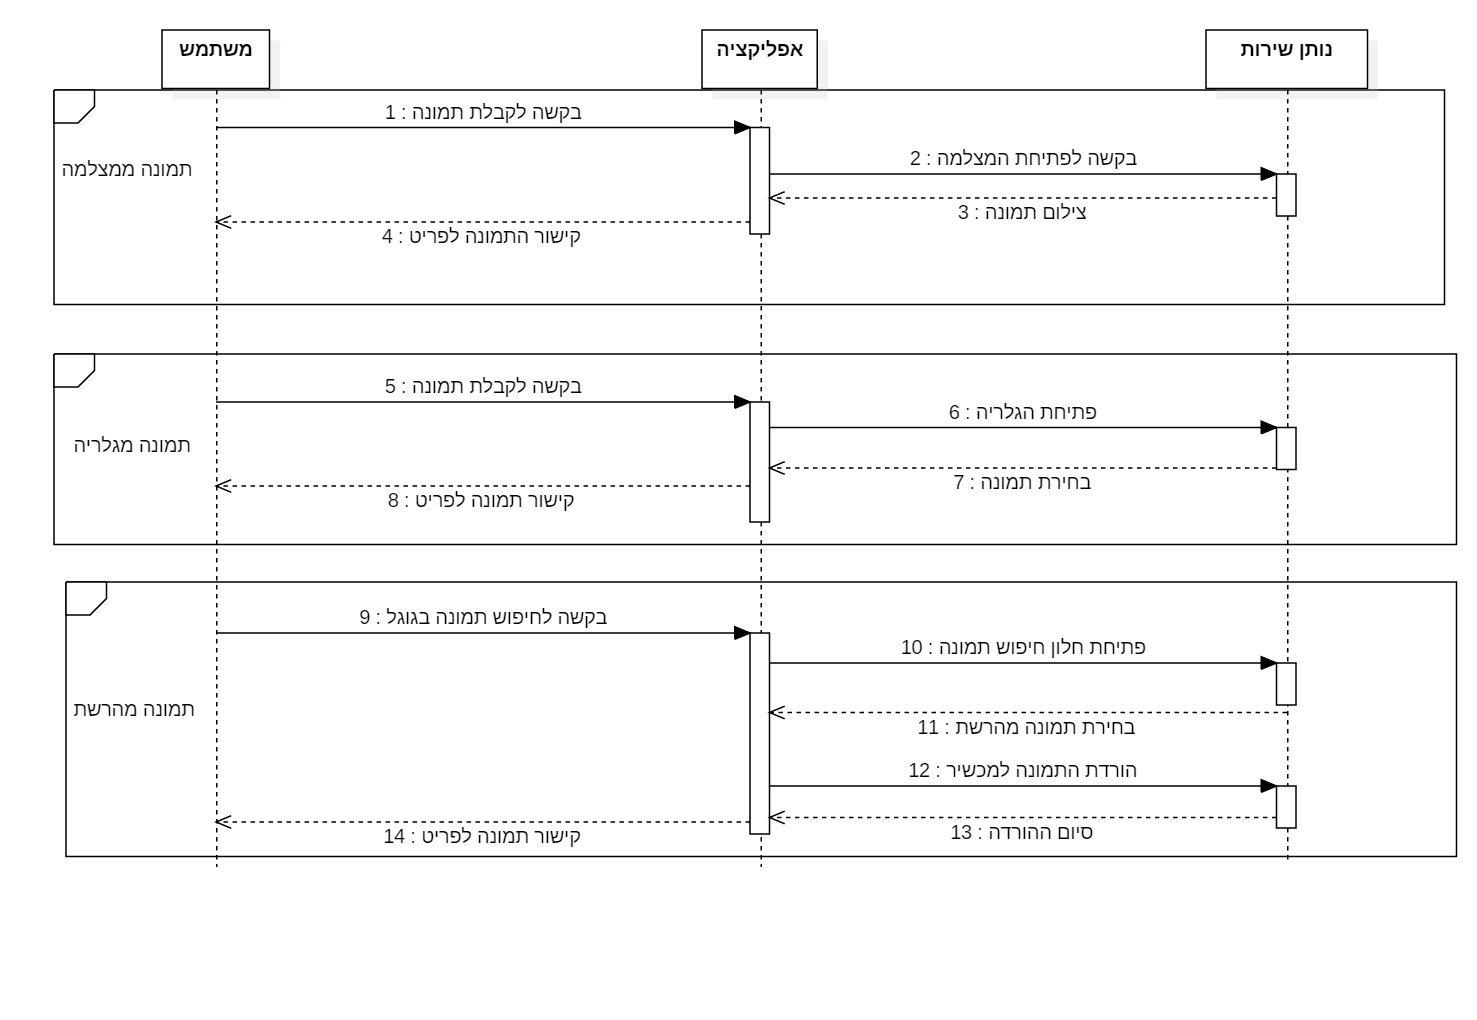 משתמש
אפליקציה
נותן שירות
1 : בקשה לקבלת תמונה
2 : בקשה לפתיחת המצלמה
תמונה ממצלמה
3 : צילום תמונה
4 : קישור התמונה לפריט
5 : בקשה לקבלת תמונה
6 : פתיחת הגלריה
תמונה מגלריה
7 : בחירת תמונה
8 : קישור תמונה לפריט
9 : בקשה לחיפוש תמונה בגוגל
10 : פתיחת חלון חיפוש תמונה
תמונה מהרשת
11 : בחירת תמונה מהרשת
12 : הורדת התמונה למכשיר
13 : סיום ההורדה
14 : קישור תמונה לפריט